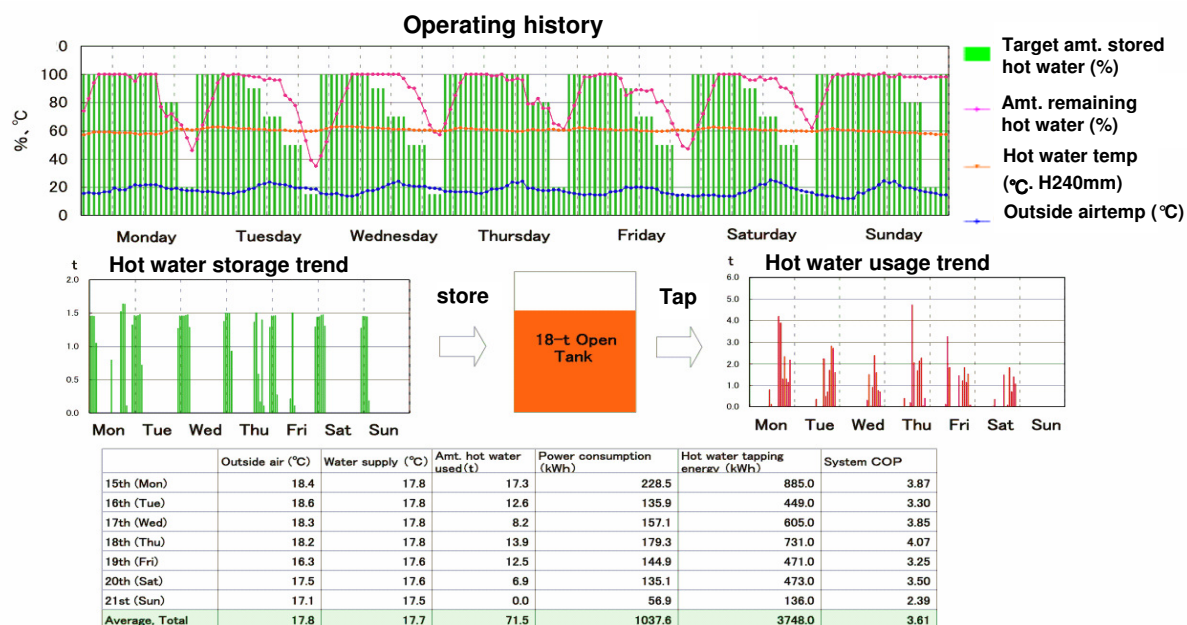 Operating history
0
100
80
60
40
20
0
%、℃
Monday Tuesday Wednesday Thursday Friday Saturday Sunday
Target amt. stored
hot water (%)
Amt. remaining
hot water (%)
Hot water temp
(℃. H240mm)
Outside airtemp (℃)
t
Hot water storage trend
2.0
1.5
1.0
0.5
0.0
Mon Tue Wed Thu Fri Sat Sun
store
18-t Open
Tank
Tap
t
Hot water usage trend
6.0
5.0
4.0
3.0
2.0
1.0
0.0
Mon Tue Wed Thu Fri Sat Sun
Outside air (℃) Water supply (℃) Amt. hot water used(t) Power consumption (kWh) Hot water tapping energy (kWh) System COP
15th (Mon) 18.4 17.8 17.3 228.5 885.0 3.87
16th (Tue) 18.6 17.8 12.6 135.9 449.0 3.30
17th (Wed) 18.3 17.8 8.2 157.1 605.0 3.85
18th (Thu) 18.2 17.8 13.9 179.3 731.0 4.07
19th (Fri) 16.3 17.6 12.5 144.9 471.0 3.25
20th (Sat) 17.5 17.6 6.9 135.1 473.0 3.50
21st (Sun) 17.1 17.5 0.0 56.9 136.0 2.39
Average, Total 17.8 17.7 71.5 1037.6 3748.0 3.61